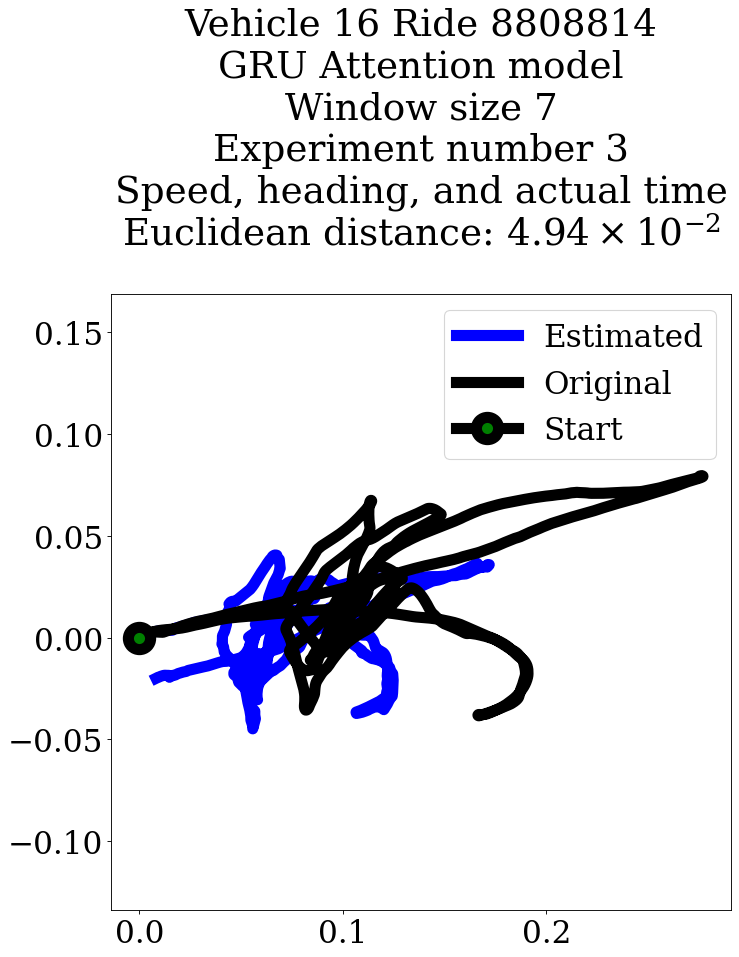 Vehicle 16 Ride 8808814
GRU Attention model
Window size 7
Experiment number 3
Speed, heading, and actual time
Euclidean distance: 4.94 × 10⁻²
Estimated
Original
Start
0.15
0.10
0.05
0.00
−0.05
−0.10
0.0 0.1 0.2